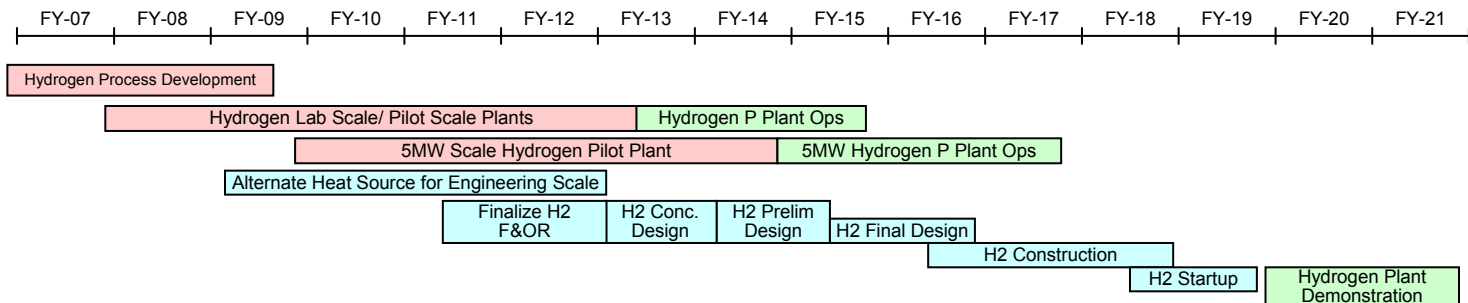 FY-07 FY-08 FY-09 FY-10 FY-11 FY-12 FY-13 FY-14 FY-15 FY-16 FY-17 FY-18 FY-19 FY-20 FY-21
Hydrogen Process Development
Hydrogen Lab Scale/ Pilot Scale Plants Hydrogen P Plant Ops
5MW Scale Hydrogen Pilot Plant 5MW Hydrogen P Plant Ops
Alternate Heat Source for Engineering Scale
Finalize H2
F&OR
H2 Conc.
Design
H2 Prelim
Design
H2 Final Design
H2 Construction
H2 Startup
Hydrogen Plant
Demonstration